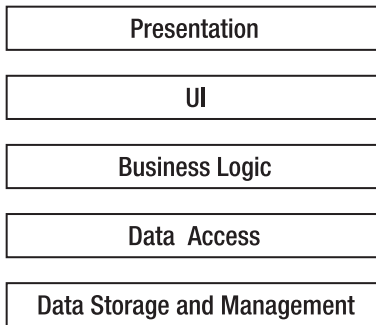 Presentation
UI
Business Logic
Data Access
Data Storage and Management